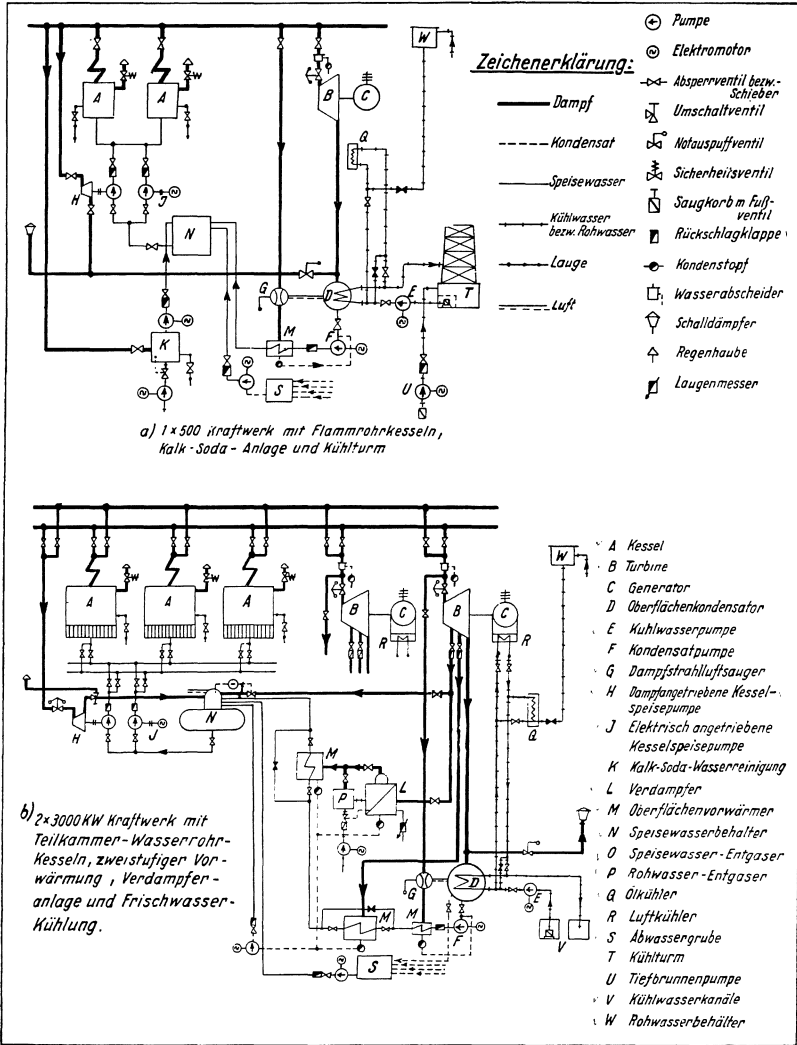 Zeichenerklärung:
Dampf
Kondensat
Speisewasser
Kühlwasser
bezw. Rohwasser
Lauge
Luft
Pumpe
Elektromotor
Absperrventil bezw.-
Schieber
Umschaltventil
Notauspuffventil
Sicherheitsventil
Saugkorb m Fuß-
ventil
Rückschlagklappe
Kondenstopf
Wasserabscheider
Schalldämpfer
Regenhaube
Laugenmesser
A
A
B
C
W
Q
H
J
N
G
D
E
T
M
F
K
S
U
a) 1×500 Kraftwerk mit Flammrohrkesseln,
Kalk-Soda-Anlage und Kühlturm
A
A
A
B
C
R
B
C
R
W
Q
H
J
N
M
P
L
G
D
E
M
M
F
V
S
b) 2×3000 KW Kraftwerk mit
Teilkammer-Wasserrohr-
Kesseln, zweistufiger Vor-
wärmung, Verdampfer-
anlage und Frischwasser-
Kühlung.
A Kessel
B Turbine
C Generator
D Oberflächenkondensator
E Kuhlwasserpumpe
F Kondensatpumpe
G Dampfstrahlluftsauger
H Dampfangetriebene Kessel-
speisepumpe
J Elektrisch angetriebene
Kesselspeisepumpe
K Kalk-Soda-Wasserreinigung
L Verdampfer
M Oberflächenvorwärmer
N Speisewasserbehalter
O Speisewasser-Entgaser
P Rohwasser-Entgaser
Q Ölkühler
R Luftkühler
S Abwassergrube
T Kühlturm
U Tiefbrunnenpumpe
V Kühlwasserkanäle
W Rohwasserbehälter